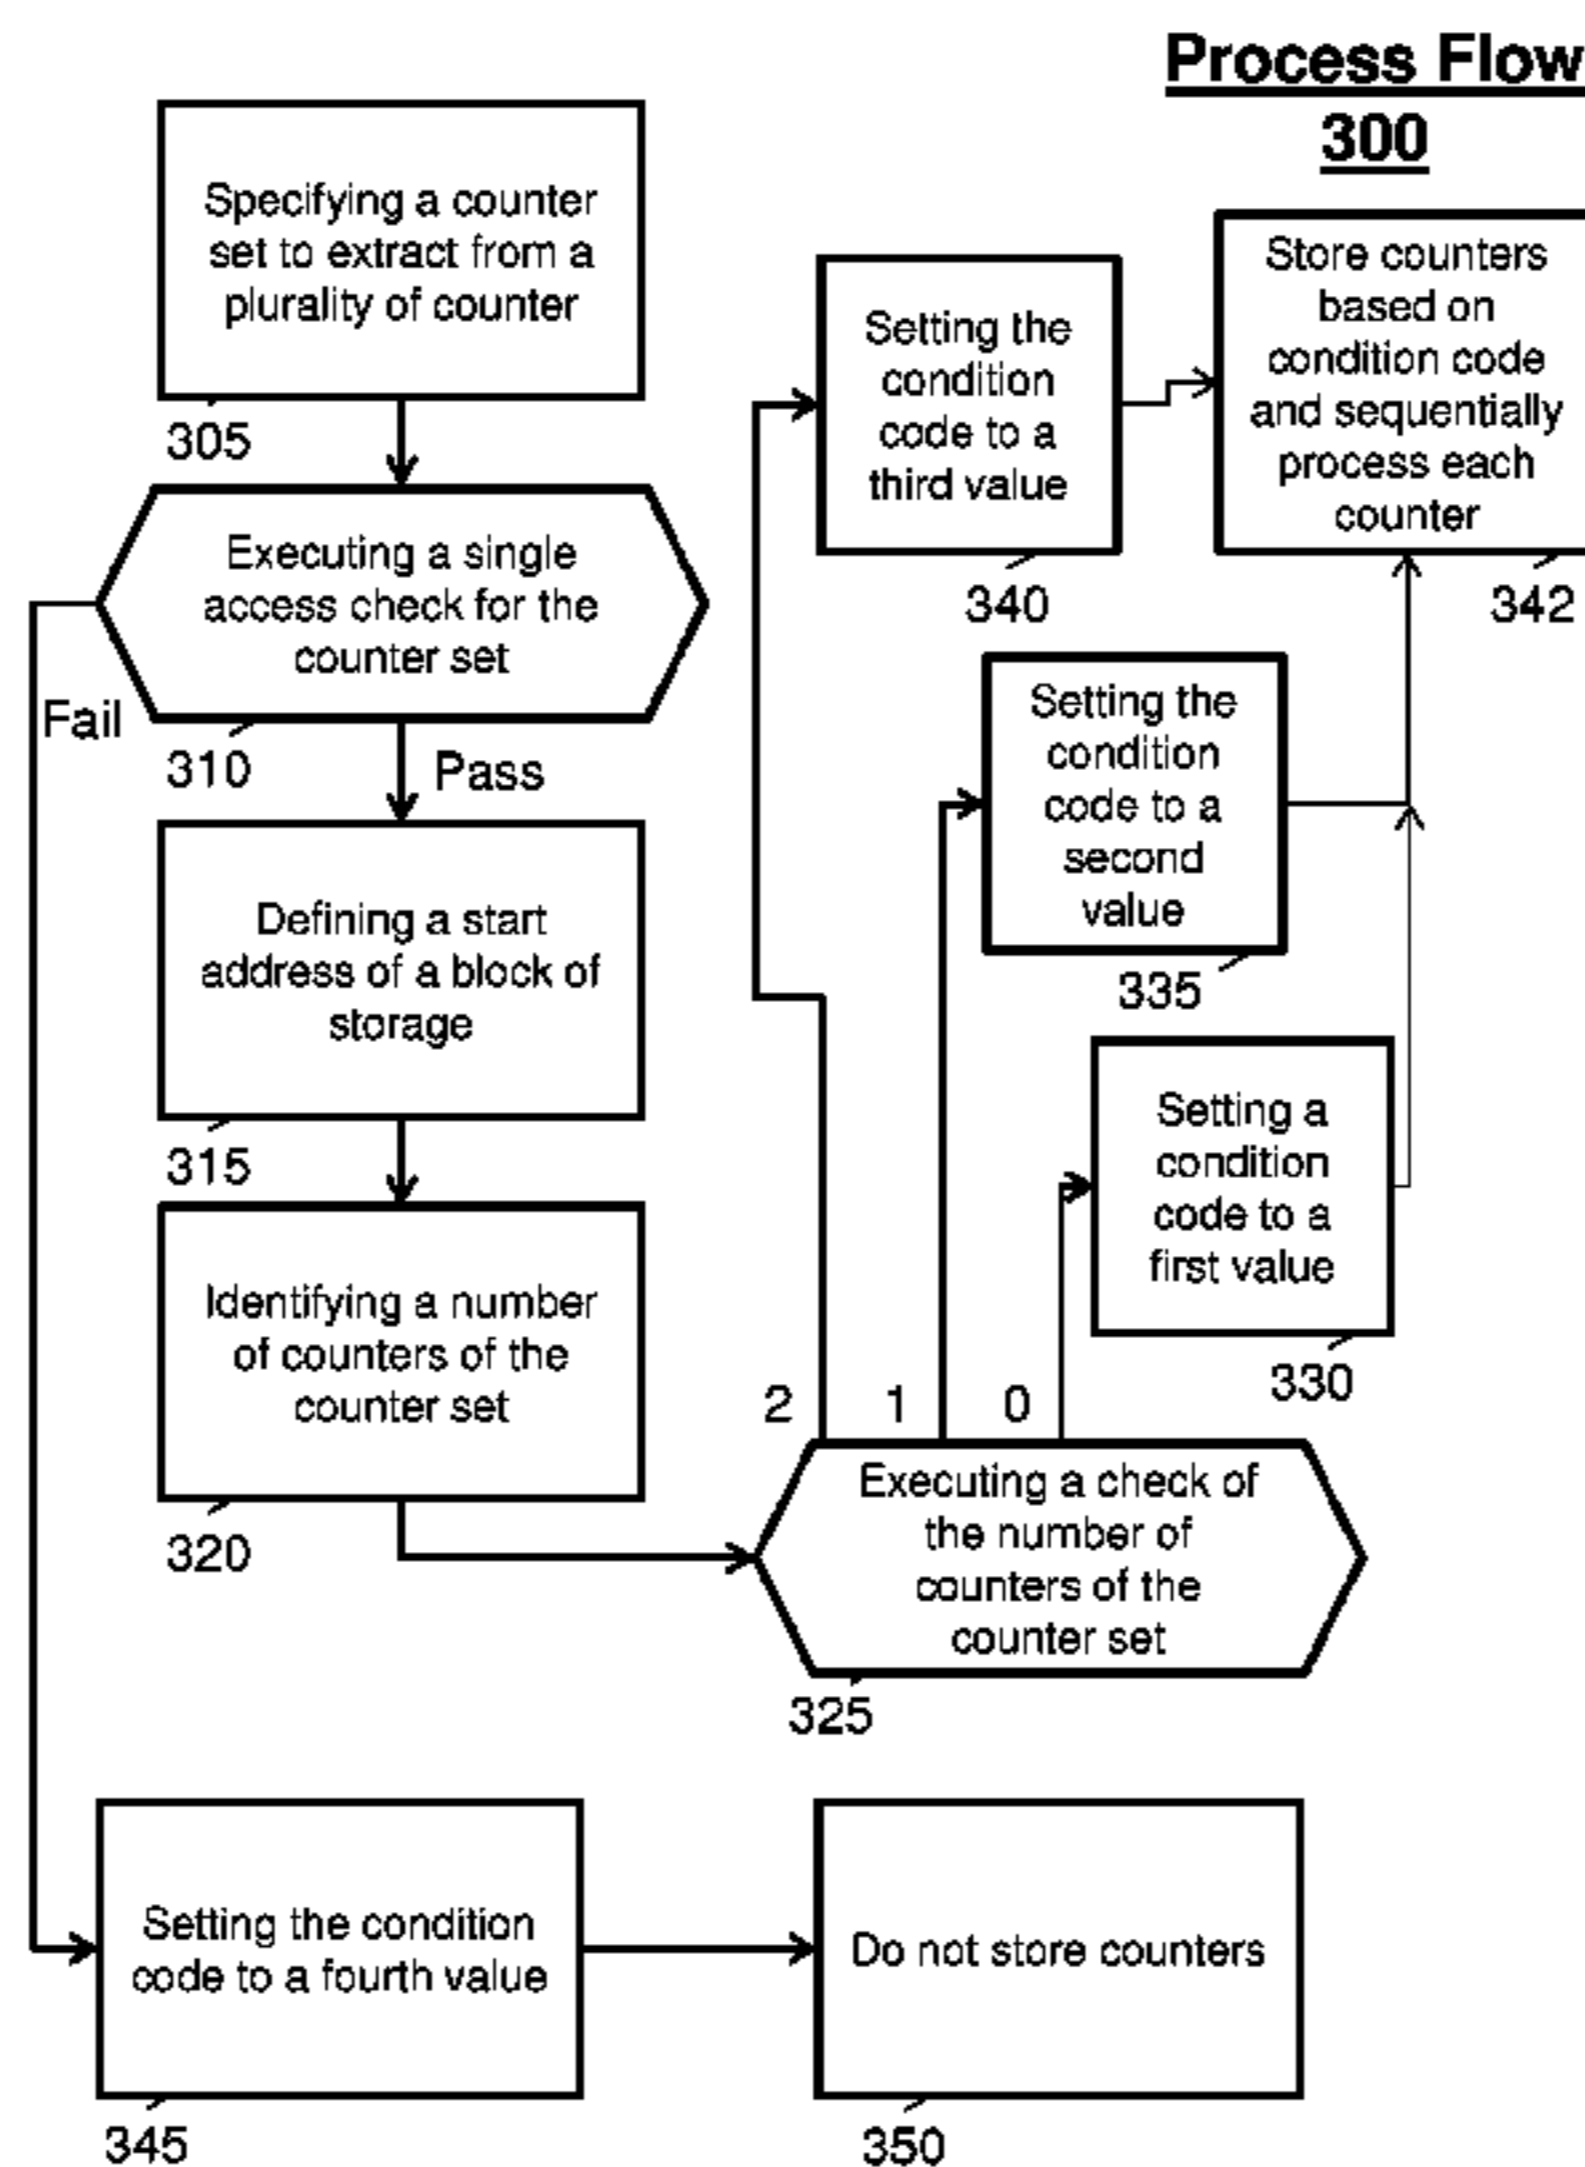 Process Flow
300
Specifying a counter
set to extract from a
plurality of counter
305
Executing a single
access check for the
counter set
Fail
310
Pass
Defining a start
address of a block of
storage
315
Identifying a number
of counters of the
counter set
320
Executing a check of
the number of
counters of the
counter set
325
2
1
0
Setting a
condition
code to a
first value
330
Setting the
condition
code to a
second
value
335
Setting the
condition
code to a
third value
340
Store counters
based on
condition code
and sequentially
process each
counter
342
Setting the condition
code to a fourth value
345
Do not store counters
350